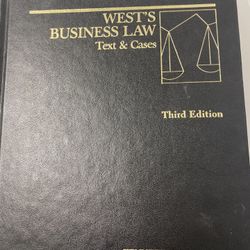 WEST'S
BUSINESS LAW
Text & Cases
Third Edition